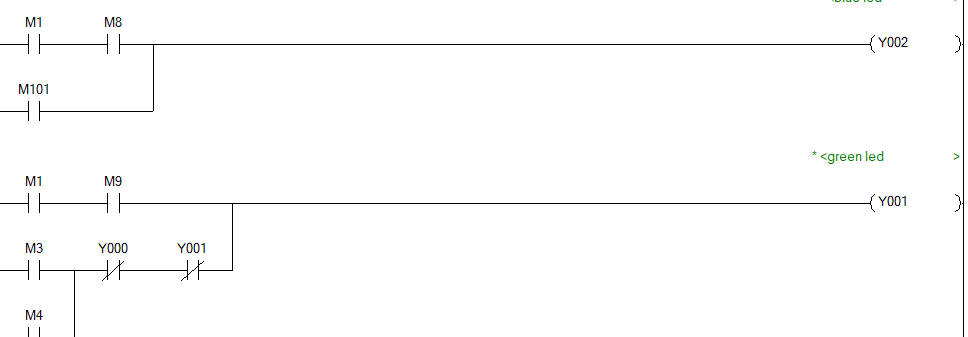 M1 M8
Y002
M101
* <green led >
M1 M9
Y001
M3 Y000 Y001
M4